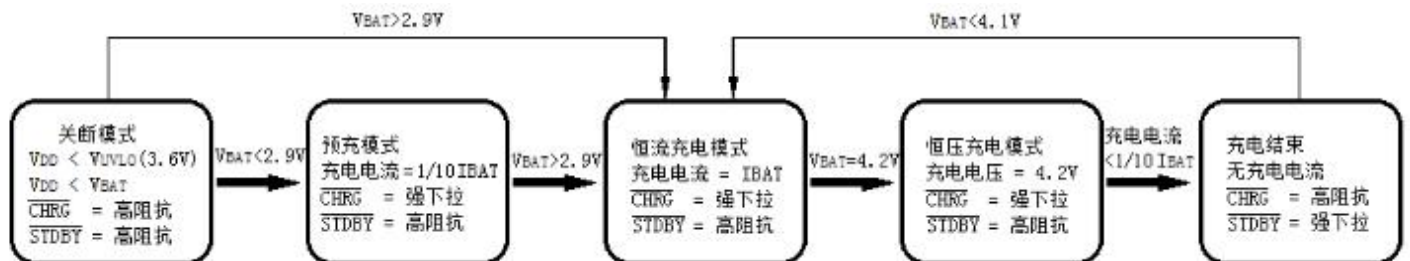 VBAT>2.9V
VBAT<4.1V
关断模式
VDD < VUVLO(3.6V)
VDD < VBAT
CHRG = 高阻抗
STDBY = 高阻抗
VBAT<2.9V
预充模式
充电电流=1/10IBAT
CHRG = 强下拉
STDBY = 高阻抗
VBAT>2.9V
恒流充电模式
充电电流 = IBAT
CHRG = 强下拉
STDBY = 高阻抗
VBAT=4.2V
恒压充电模式
充电电压 = 4.2V
CHRG = 强下拉
STDBY = 高阻抗
充电电流
<1/10IBAT
充电结束
无充电电流
CHRG = 高阻抗
STDBY = 强下拉